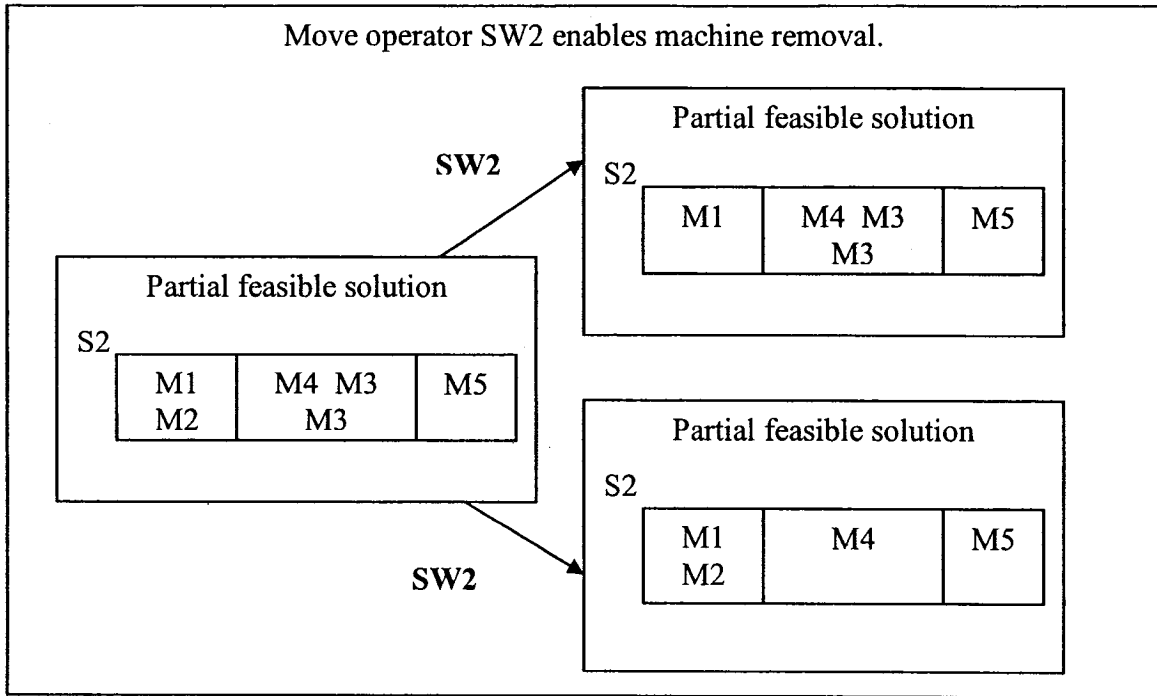 Move operator SW2 enables machine removal.
Partial feasible solution
SW2
S2
M1
M4 M3
M5
M3
Partial feasible solution
S2
M1
M4 M3
M5
M2
M3
Partial feasible solution
S2
M1
M4
M5
M2
SW2